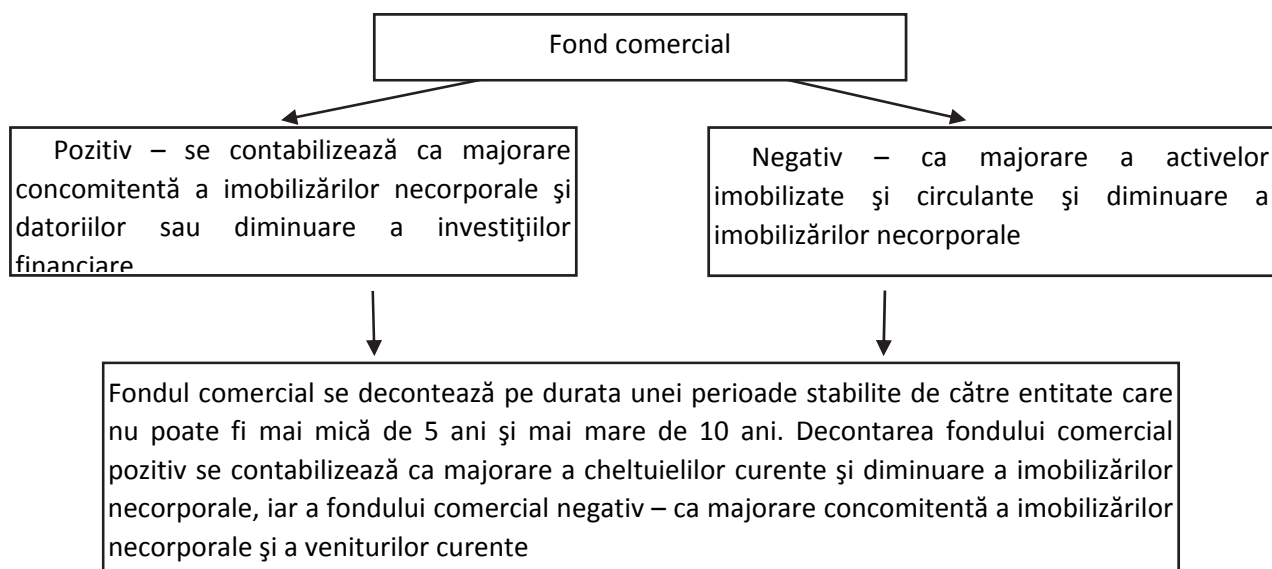 Fond comercial
Pozitiv – se contabilizează ca majorare
concomitentă a imobilizărilor necorporale şi
datoriilor sau diminuare a investiţiilor
financiare
Negativ – ca majorare a activelor
imobilizate şi circulante şi diminuare a
imobilizărilor necorporale
Fondul comercial se decontează pe durata unei perioade stabilite de către entitate care
nu poate fi mai mică de 5 ani şi mai mare de 10 ani. Decontarea fondului comercial
pozitiv se contabilizează ca majorare a cheltuielilor curente şi diminuare a imobilizărilor
necorporale, iar a fondului comercial negativ – ca majorare concomitentă a imobilizărilor
necorporale şi a veniturilor curente